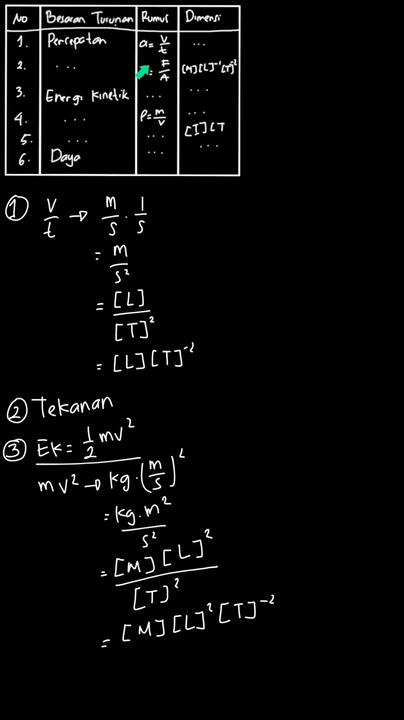 No Besaran Turunan Rumus Dimensi
1. Percepatan a = v/t ...
2. ... = F/A [M][L]⁻¹[T]²
3. Energi Kinetik ... ...
4. ... ρ = m/v ...
5. ... ... [I][T
6. Daya ... ...
① v/t → m/s · 1/s
= m/s²
= [L]/[T]²
= [L][T]⁻²
② Tekanan
③ EK = 1/2 mv²
mv² → kg · (m/s)²
= kg.m²/s²
= [M][L]²/[T]²
= [M][L]²[T]⁻²